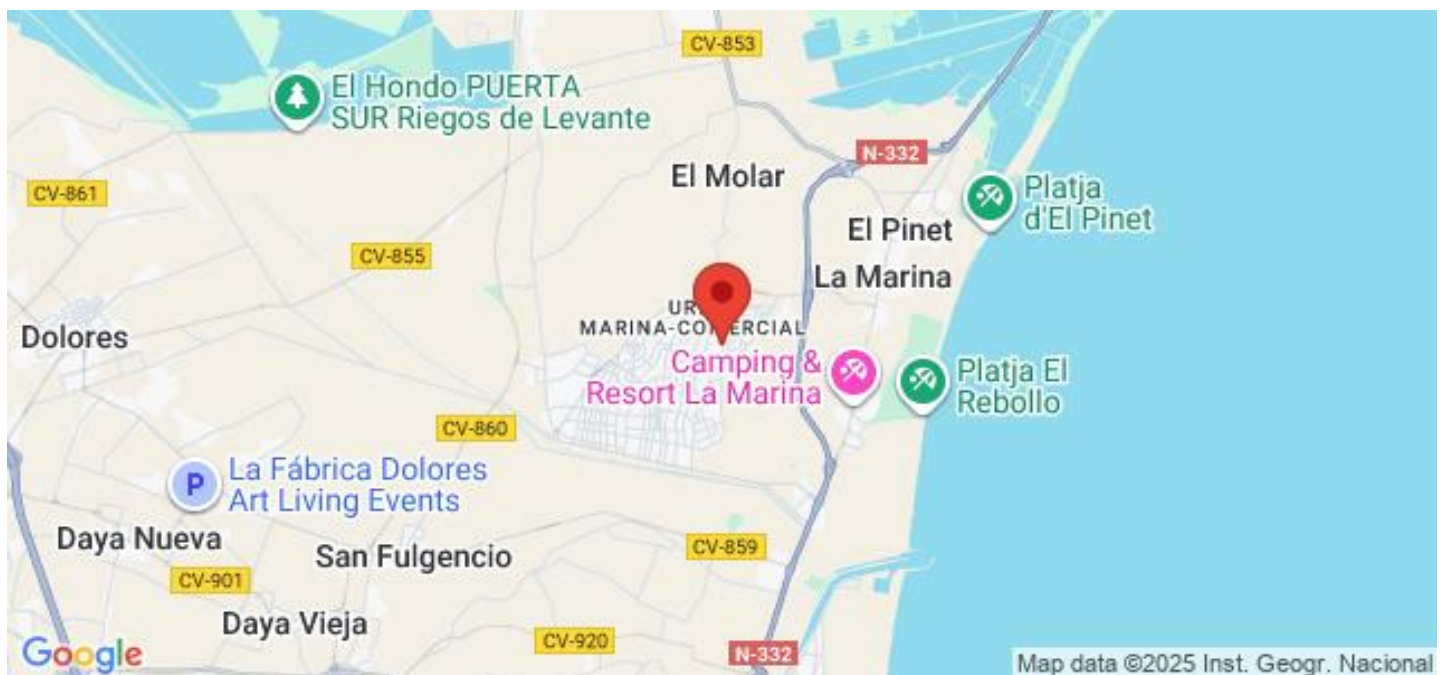 CV-853
El Hondo PUERTA
SUR Riegos de Levante
N-332
El Molar
CV-861
Platja
d'El Pinet
El Pinet
CV-855
La Marina
UR
MARINA-CO ERCIAL
Dolores
Camping &
Resort La Marina
Platja El
Rebollo
CV-860
P
La Fábrica Dolores
Art Living Events
Daya Nueva
San Fulgencio
CV-859
CV-901
Daya Vieja
CV-920
N-332
Google
Map data ©2025 Inst. Geogr. Nacional